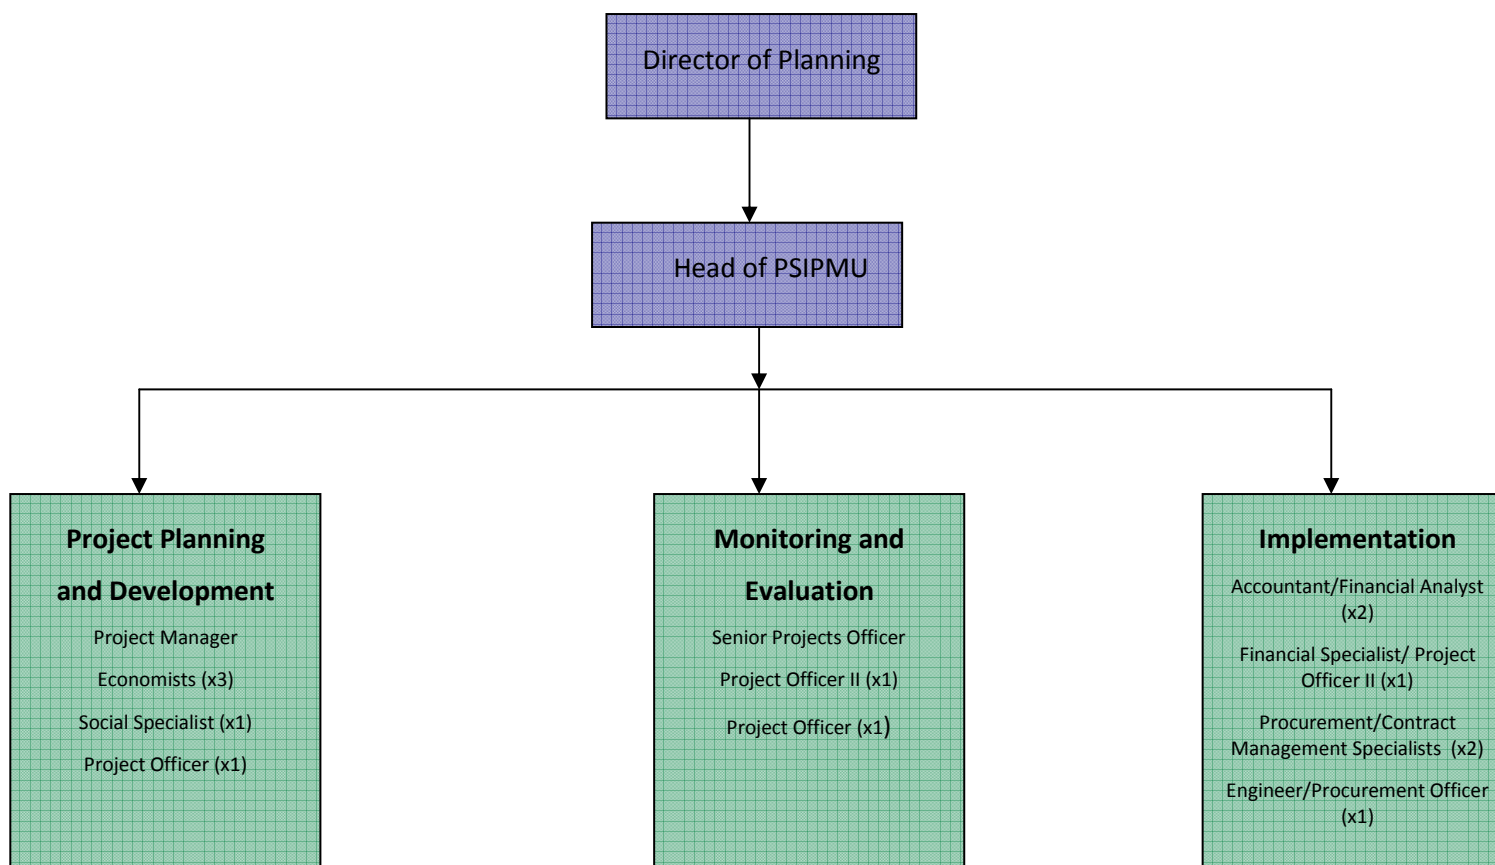 Director of Planning
Head of PSIPMU
Project Planning
and Development
Project Manager
Economists (x3)
Social Specialist (x1)
Project Officer (x1)
Monitoring and
Evaluation
Senior Projects Officer
Project Officer II (x1)
Project Officer (x1)
Implementation
Accountant/Financial Analyst
(x2)
Financial Specialist/ Project
Officer II (x1)
Procurement/Contract
Management Specialists (x2)
Engineer/Procurement Officer
(x1)